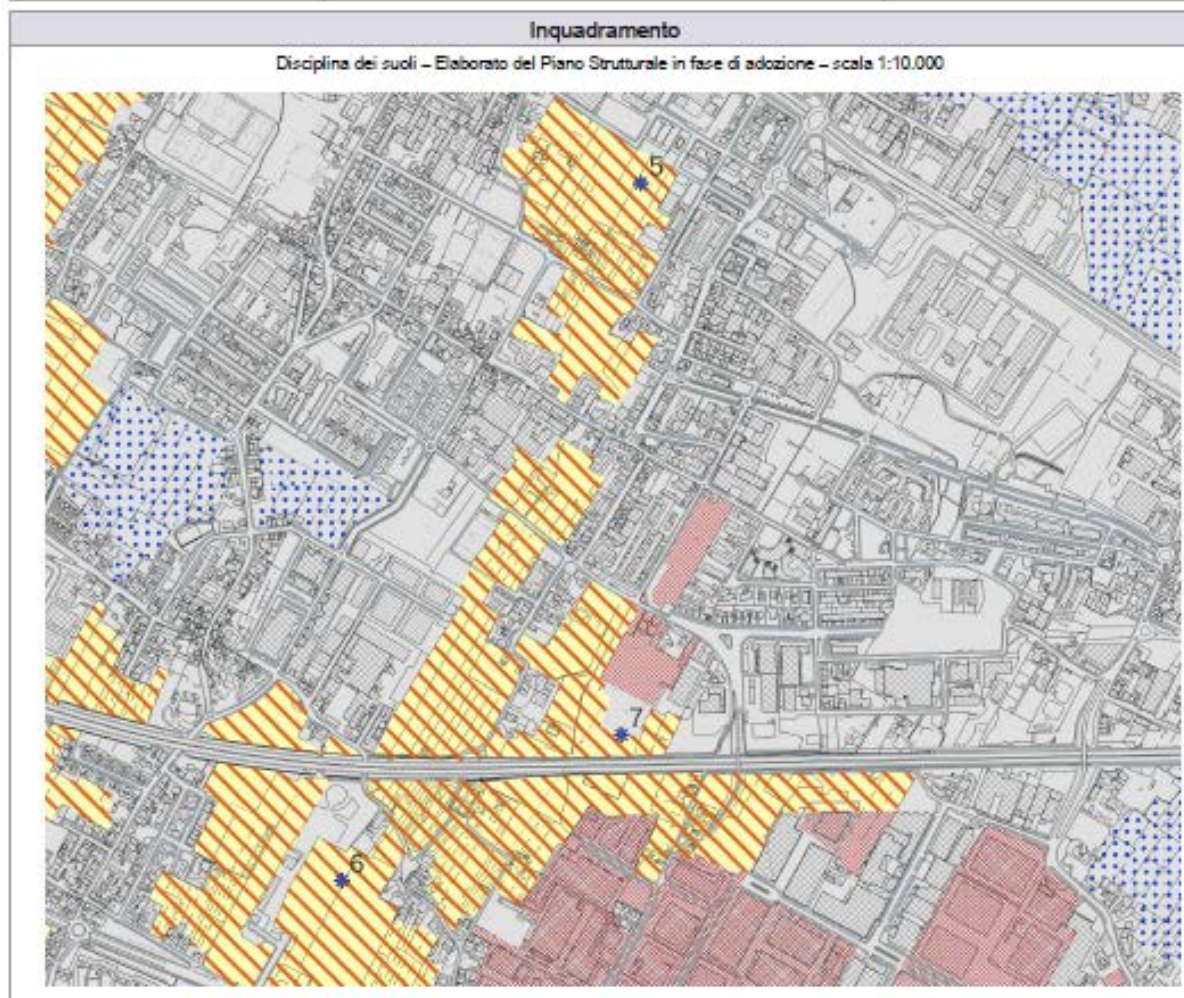 Inquadramento
Disciplina dei suoli – Elaborato del Piano Strutturale in fase di adozione – scala 1:10.000
5
7
6